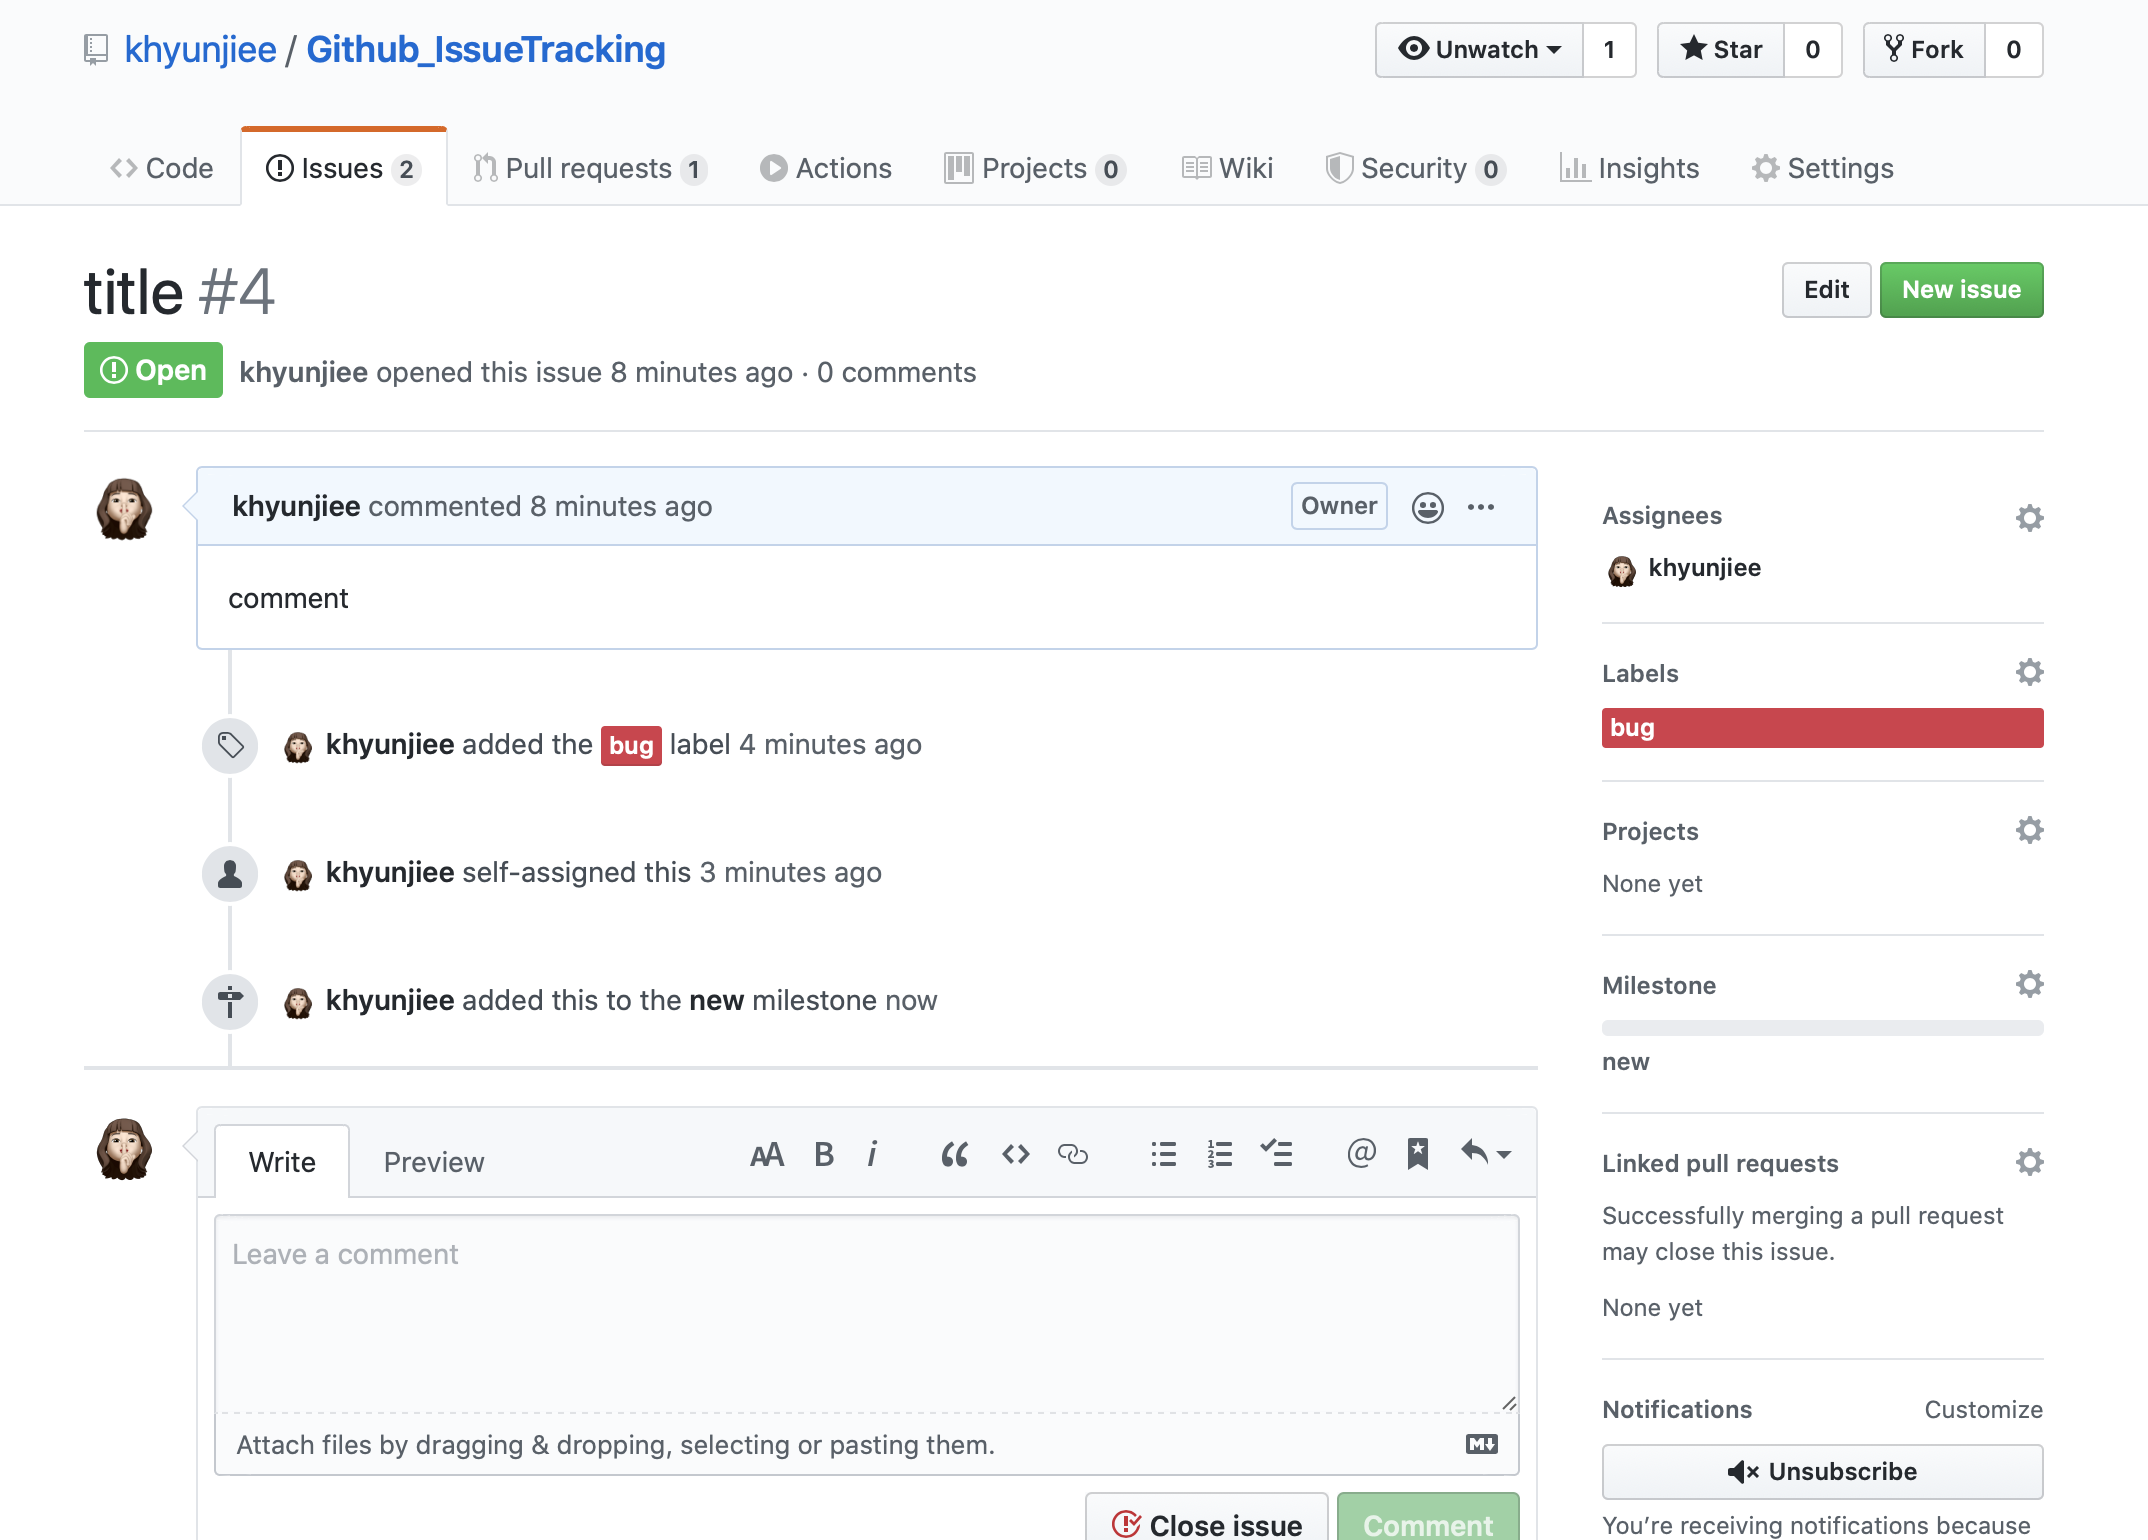 khyunjiee / Github_IssueTracking
Unwatch 1 Star 0 Fork 0
Code Issues 2 Pull requests 1 Actions Projects 0 Wiki Security 0 Insights Settings
title #4
Edit New issue
Open khyunjiee opened this issue 8 minutes ago · 0 comments
khyunjiee commented 8 minutes ago
Owner
comment
khyunjiee added the bug label 4 minutes ago
khyunjiee self-assigned this 3 minutes ago
khyunjiee added this to the new milestone now
Write Preview
Leave a comment
Attach files by dragging & dropping, selecting or pasting them.
Close issue Comment
Assignees
khyunjiee
Labels
bug
Projects
None yet
Milestone
new
Linked pull requests
Successfully merging a pull request
may close this issue.
None yet
Notifications Customize
Unsubscribe
You’re receiving notifications because